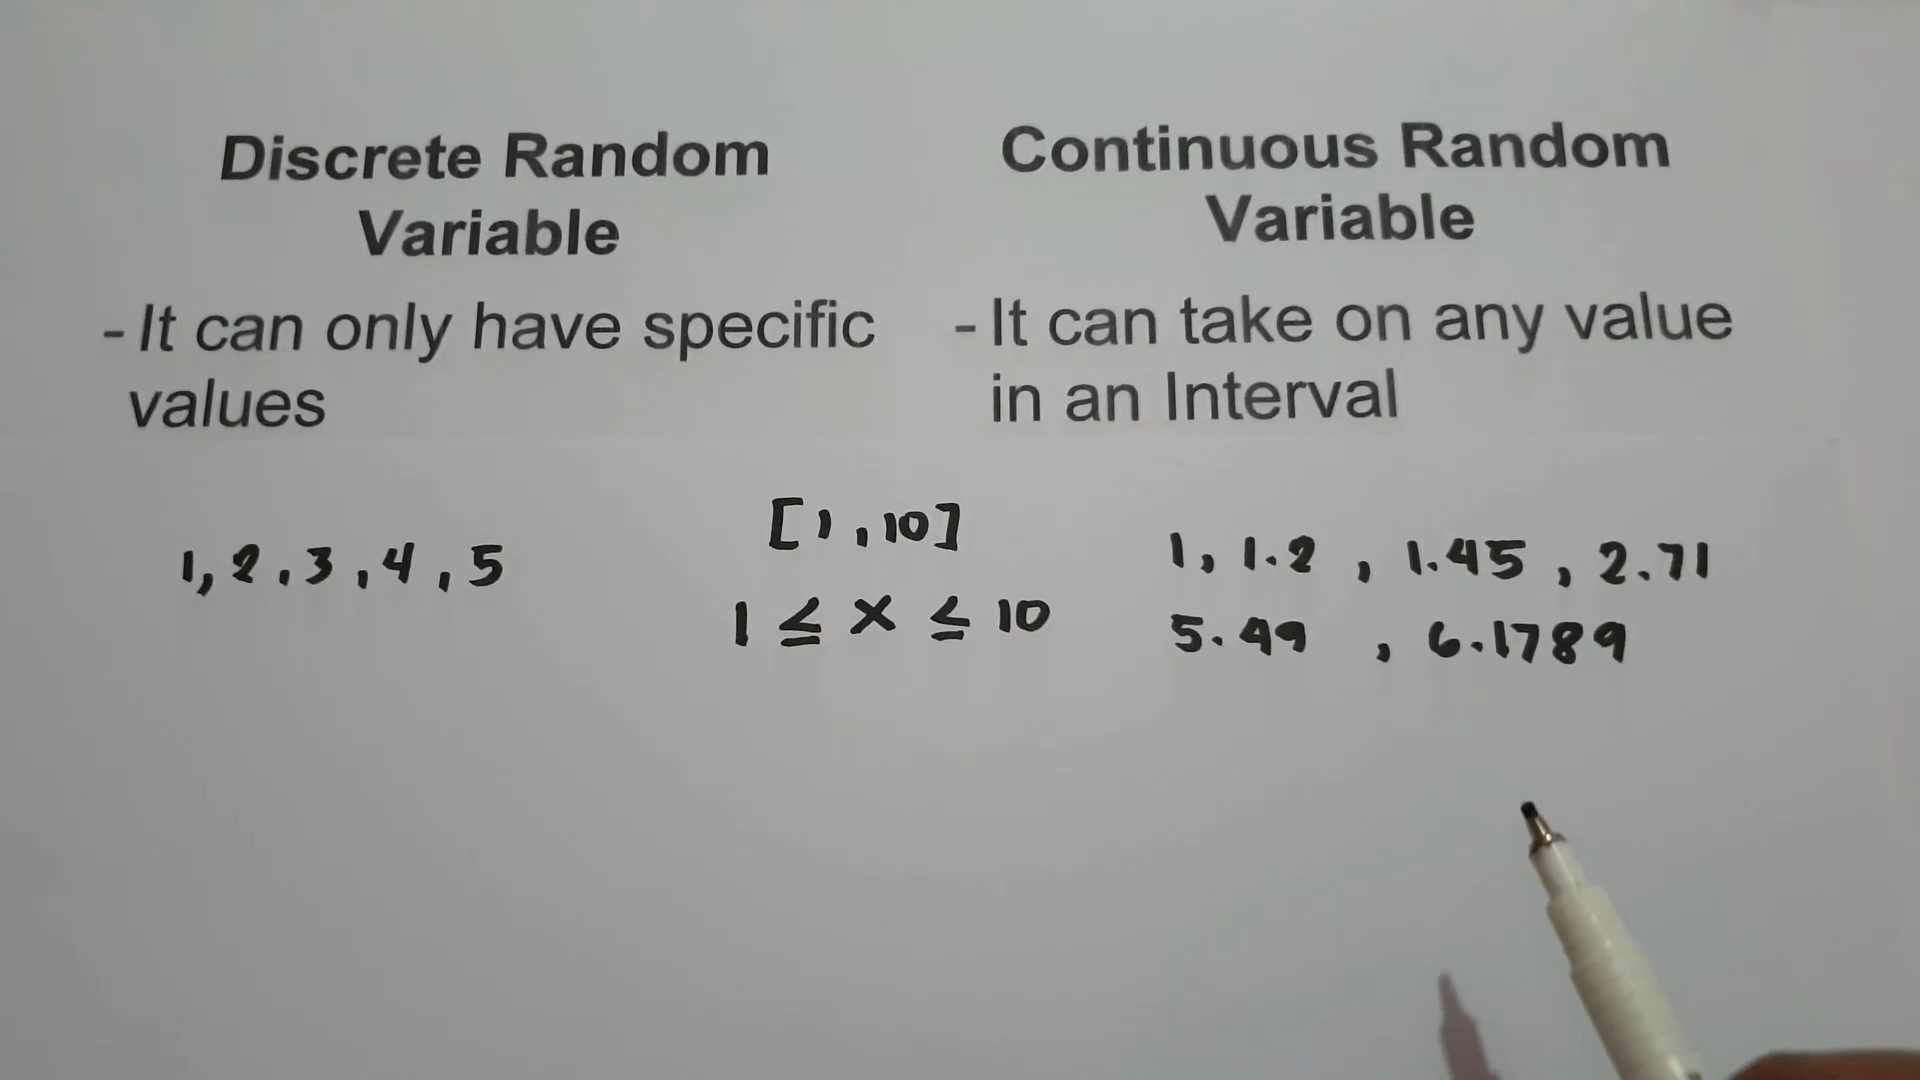 Discrete Random
Variable
- It can only have specific
values
1, 2, 3, 4, 5
Continuous Random
Variable
- It can take on any value
in an Interval
[1, 10]
1 ≤ x ≤ 10
1, 1.2, 1.45, 2.71
5.49, 6.1789